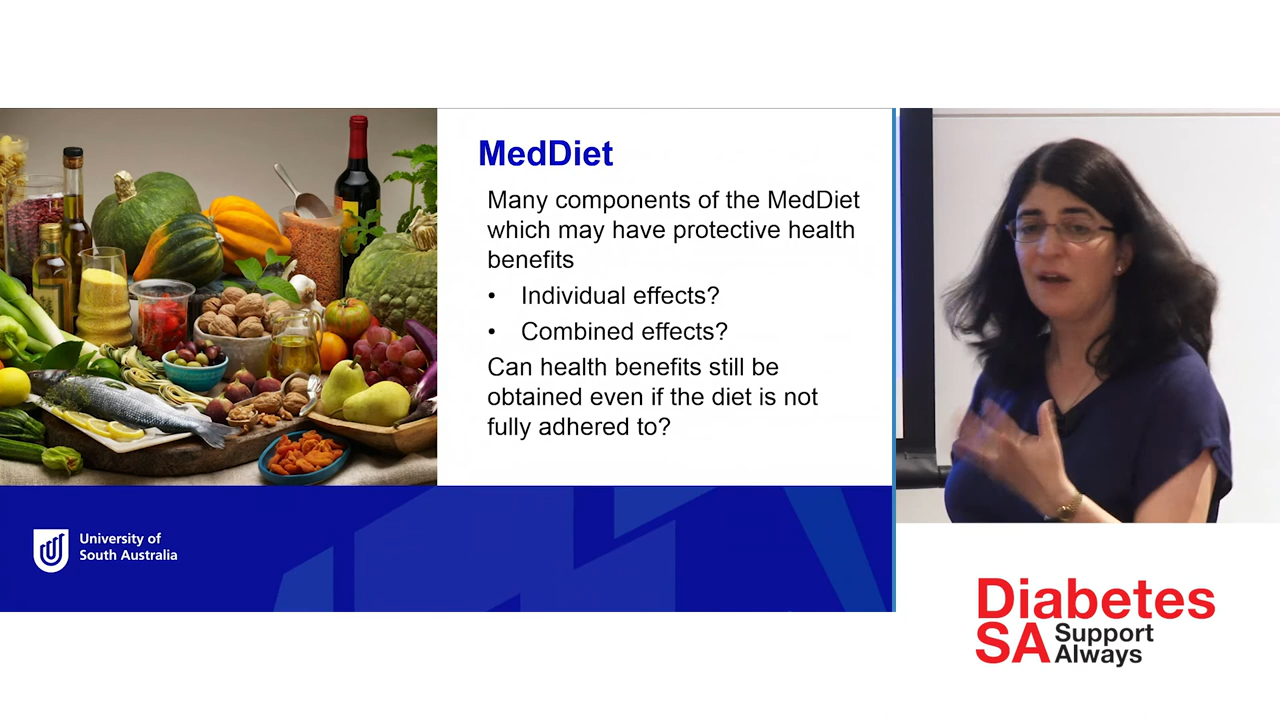 MedDiet
Many components of the MedDiet
which may have protective health
benefits
• Individual effects?
• Combined effects?
Can health benefits still be
obtained even if the diet is not
fully adhered to?
University of
South Australia
Diabetes
SA Support
Always